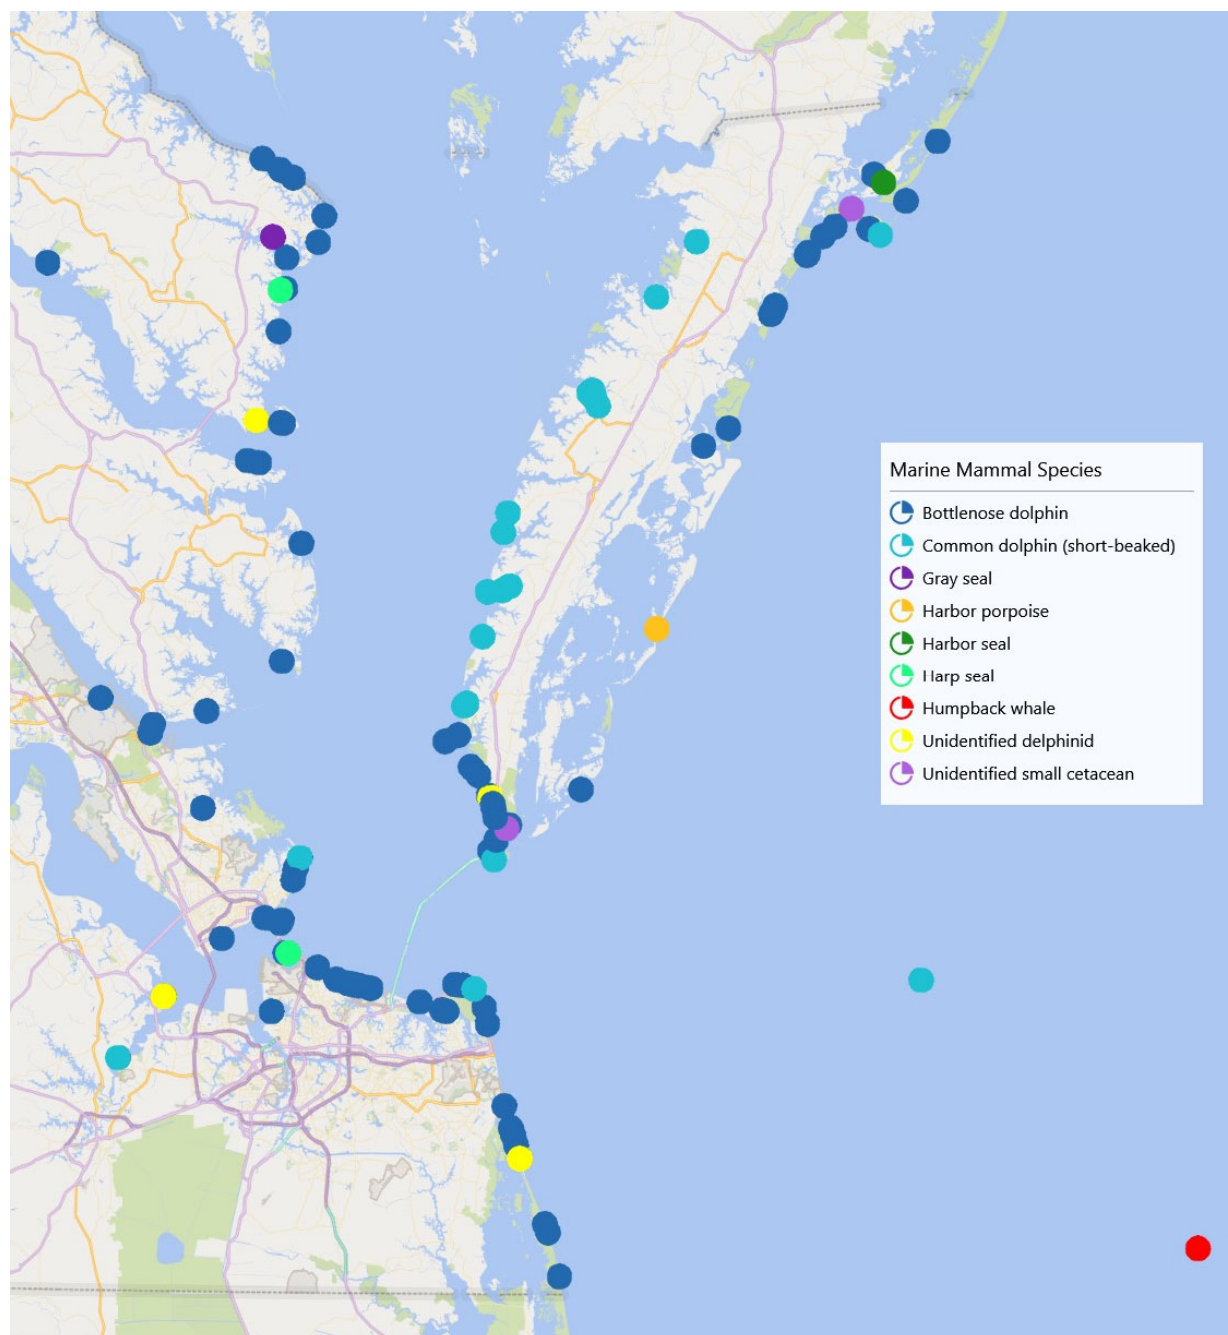 Marine Mammal Species
Bottlenose dolphin
Common dolphin (short-beaked)
Gray seal
Harbor porpoise
Harbor seal
Harp seal
Humpback whale
Unidentified delphinid
Unidentified small cetacean